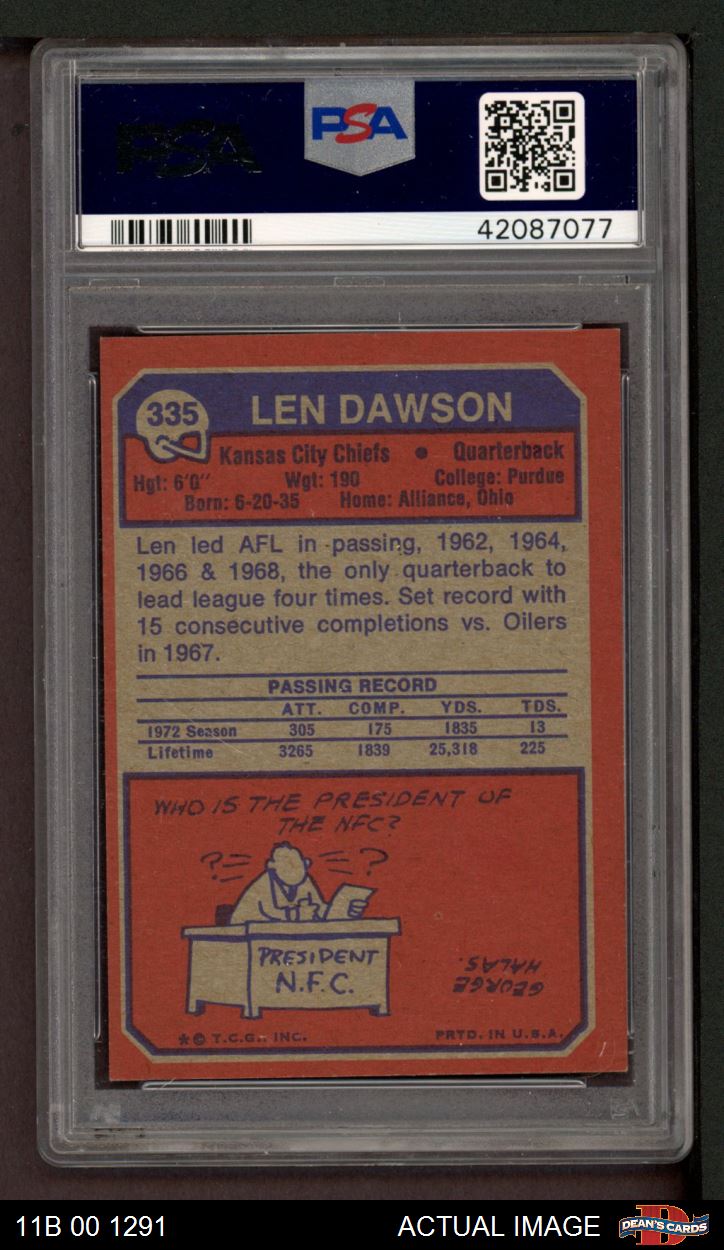 PSA
PSA
42087077
335
LEN DAWSON
Kansas City Chiefs • Quarterback
Hgt: 6'0" Wgt: 190 College: Purdue
Born: 6-20-35 Home: Alliance, Ohio
Len led AFL in passing, 1962, 1964,
1966 & 1968, the only quarterback to
lead league four times. Set record with
15 consecutive completions vs. Oilers
in 1967.
PASSING RECORD
ATT. COMP. YDS. TDS.
1972 Season 305 175 1835 13
Lifetime 3265 1839 25,318 225
WHO IS THE PRESIDENT OF
THE NFC?
?= =?
PRESIDENT
N.F.C.
GEORGE
HALAS.
*© T.C.G., INC. PRTD. IN U.S.A.
11B 00 1291 ACTUAL IMAGE DEAN'S CARDS